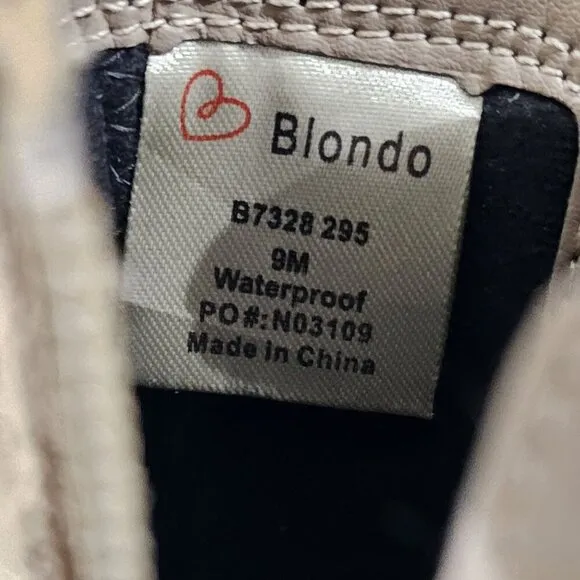 Blondo
B7328 295
9M
Waterproof
PO#:N03109
Made in China